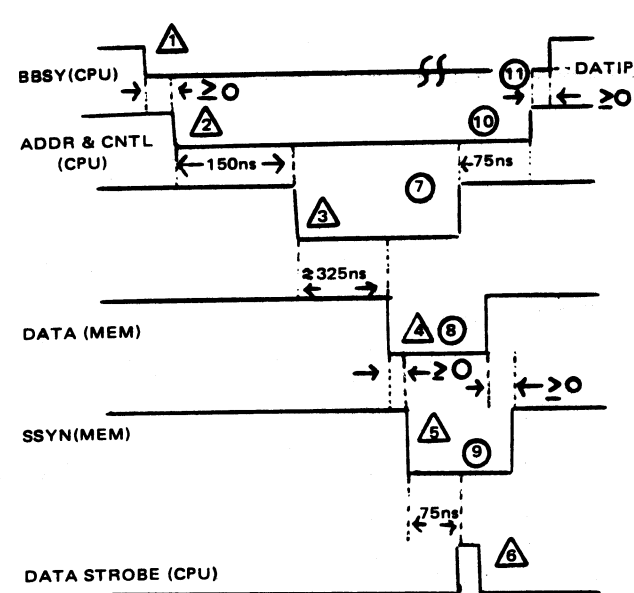 1
BBSY(CPU)
≥0
11
DATIP
≥0
2
10
ADDR & CNTL
(CPU)
150ns
75ns
7
3
≥325ns
DATA (MEM)
4
8
≥0
≥0
SSYN(MEM)
5
9
75ns
6
DATA STROBE (CPU)